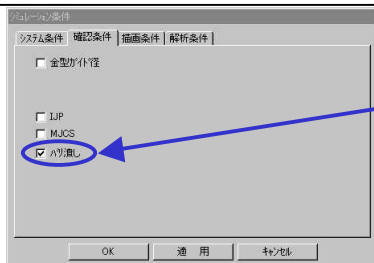 シミュレーション条件
システム条件 確認条件 描画条件 解析条件
金型ガイド径
IJP
MJCS
バリ潰し
OK 適 用 キャンセル